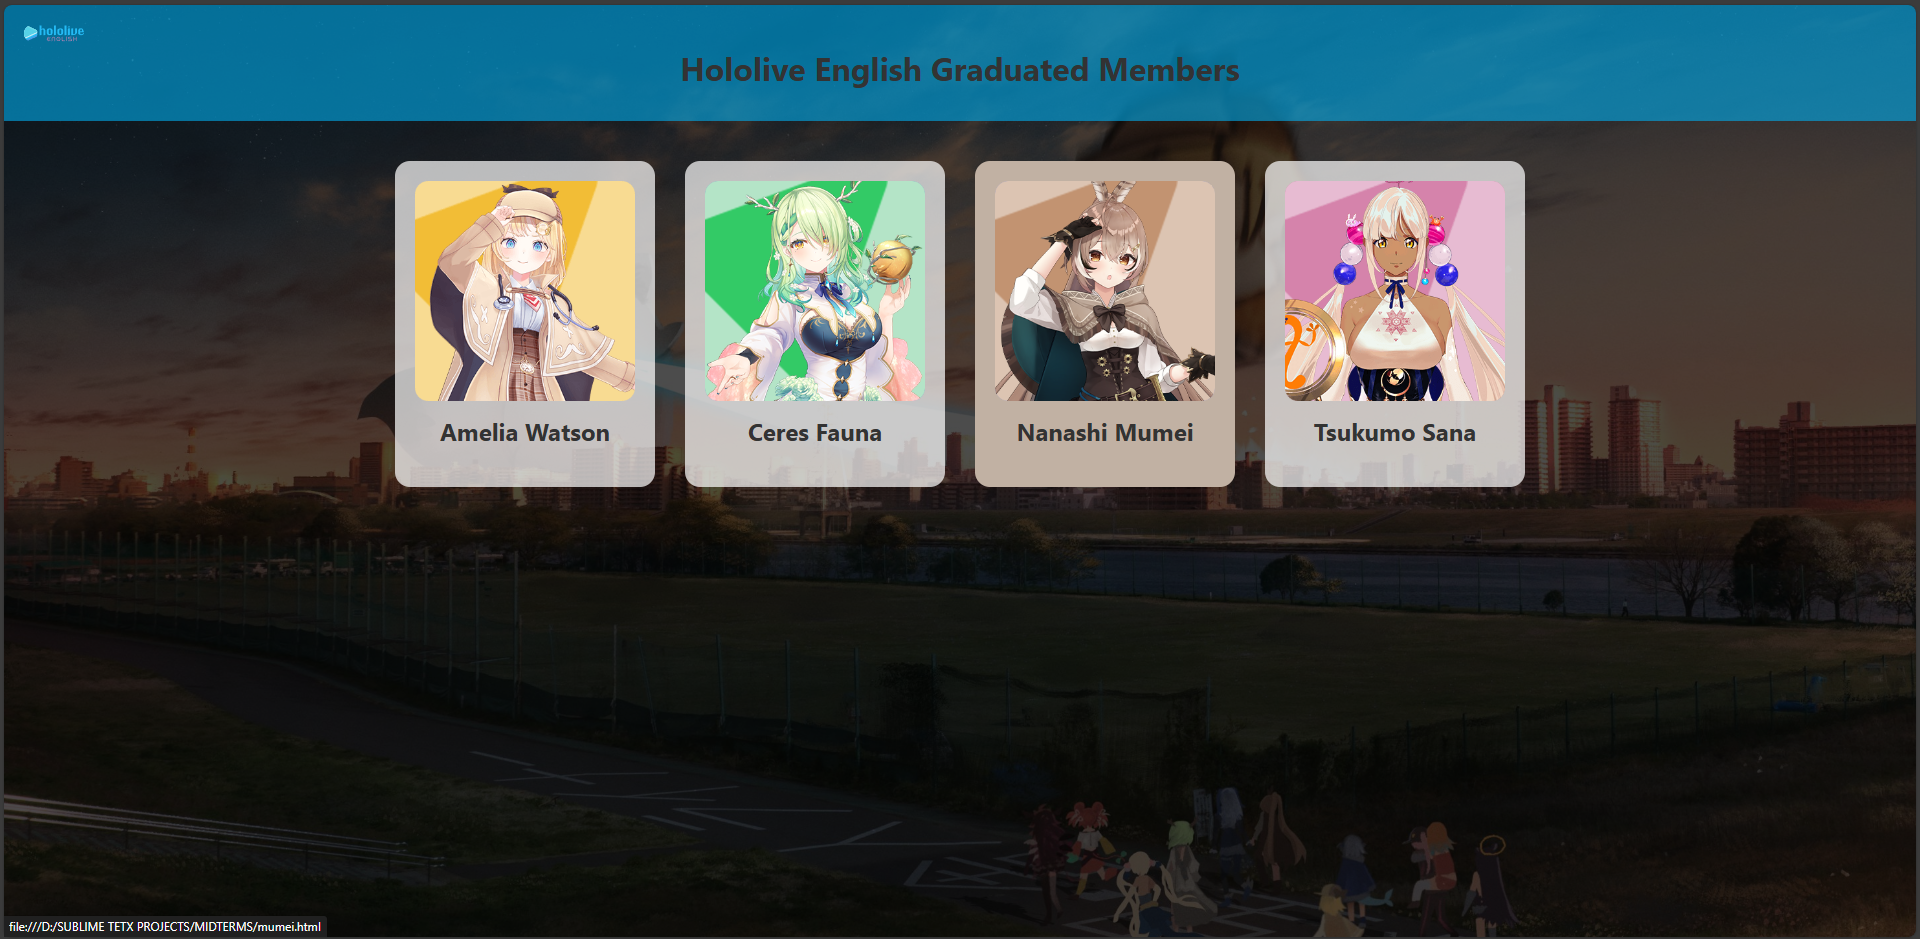 hololive
ENGLISH
Hololive English Graduated Members
Amelia Watson
Ceres Fauna
Nanashi Mumei
Tsukumo Sana
file:///D:/SUBLIME TETX PROJECTS/MIDTERMS/mumei.html